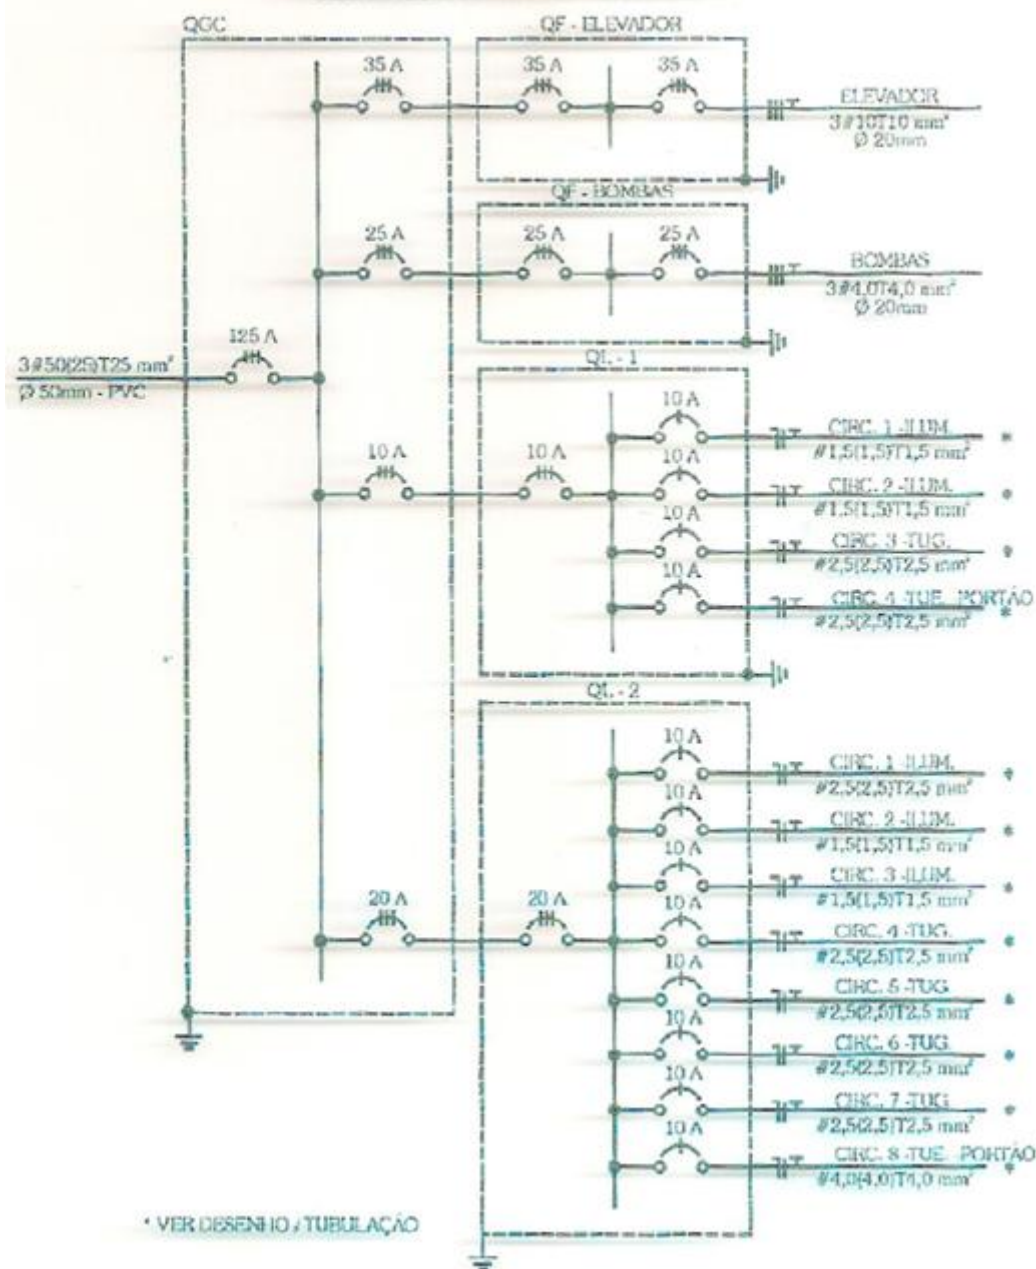 QGC
QF - ELEVADOR
35 A
35 A
35 A
ELEVADOR
3#10T10 mm²
Ø 20mm
QF - BOMBAS
25 A
25 A
25 A
BOMBAS
3#4,0T4,0 mm²
Ø 20mm
125 A
3#50(25)T25 mm²
Ø 50mm - PVC
QL - 1
10 A
10 A
10 A
CIRC. 1 -ILUM.
#1,5(1,5)T1,5 mm²
*
10 A
CIRC. 2 -ILUM.
#1,5(1,5)T1,5 mm²
*
10 A
CIRC. 3 -TUG.
#2,5(2,5)T2,5 mm²
*
10 A
CIRC. 4 -TUE. -PORTÃO
#2,5(2,5)T2,5 mm²
*
QL - 2
20 A
20 A
10 A
CIRC. 1 -ILUM.
#2,5(2,5)T2,5 mm²
*
10 A
CIRC. 2 -ILUM.
#1,5(1,5)T1,5 mm²
*
10 A
CIRC. 3 -ILUM.
#1,5(1,5)T1,5 mm²
*
10 A
CIRC. 4 -TUG.
#2,5(2,5)T2,5 mm²
*
10 A
CIRC. 5 -TUG
#2,5(2,5)T2,5 mm²
*
10 A
CIRC. 6 -TUG.
#2,5(2,5)T2,5 mm²
*
10 A
CIRC. 7 -TUG
#2,5(2,5)T2,5 mm²
*
10 A
CIRC. 8 -TUE. -PORTÃO
#4,0(4,0)T4,0 mm²
*
* VER DESENHO / TUBULAÇÃO